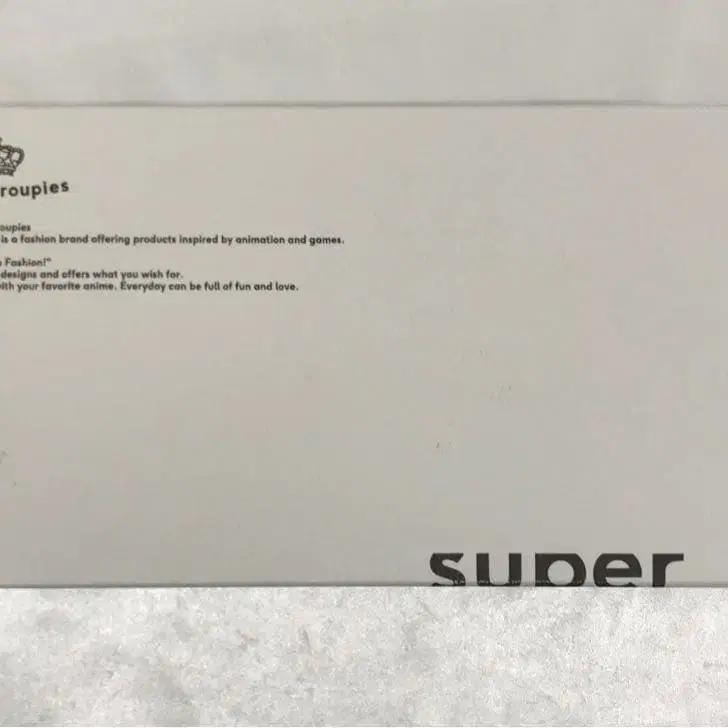 roupies
oupies
is a fashion brand offering products inspired by animation and games.
Fashion!"
designs and offers what you wish for.
ith your favorite anime. Everyday can be full of fun and love.
super